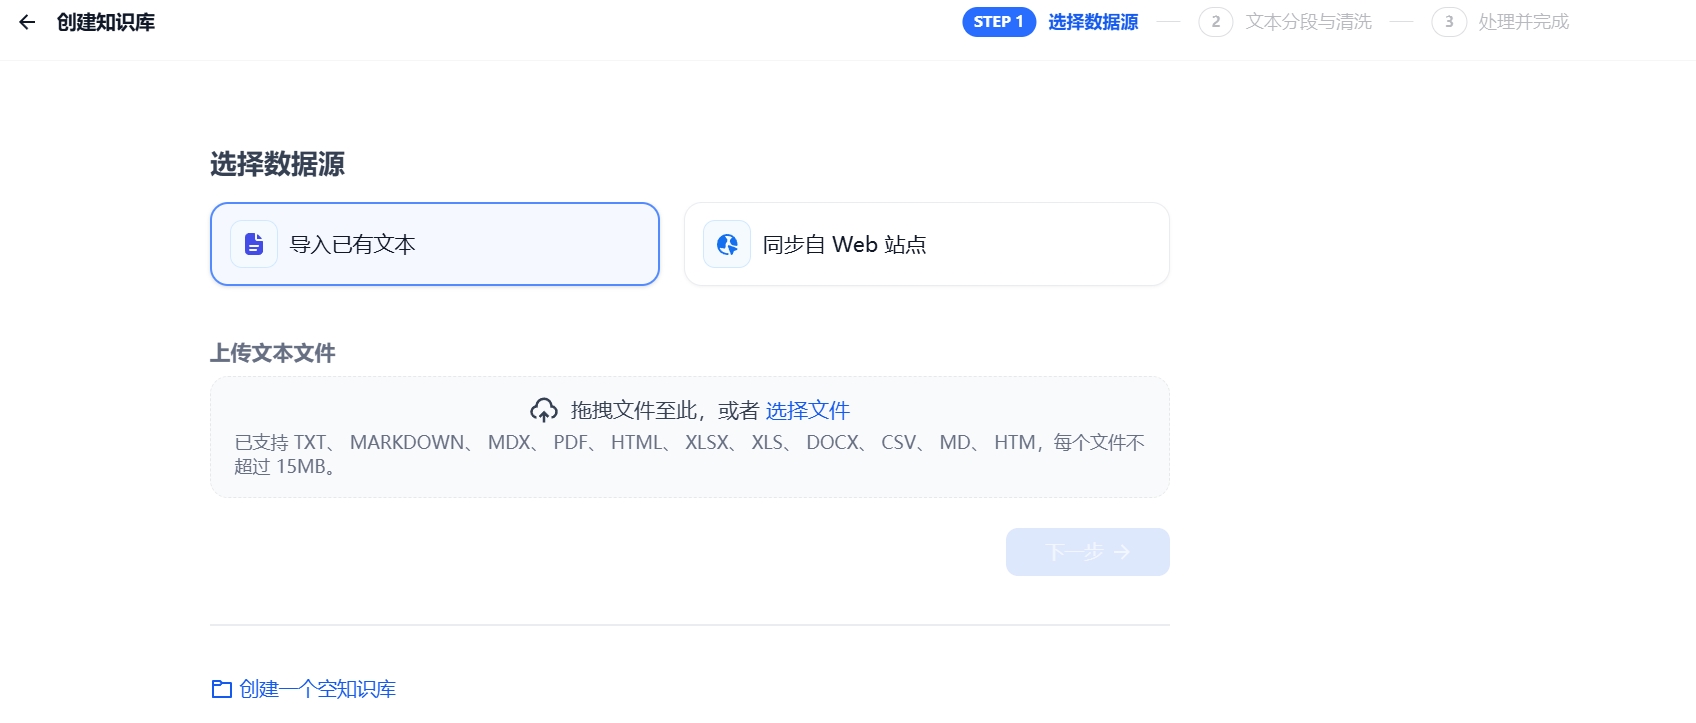 创建知识库
STEP 1 选择数据源 2 文本分段与清洗 3 处理并完成
选择数据源
导入已有文本
同步自 Web 站点
上传文本文件
拖拽文件至此，或者 选择文件
已支持 TXT、 MARKDOWN、 MDX、 PDF、 HTML、 XLSX、 XLS、 DOCX、 CSV、 MD、 HTM，每个文件不
超过 15MB。
下一步
创建一个空知识库